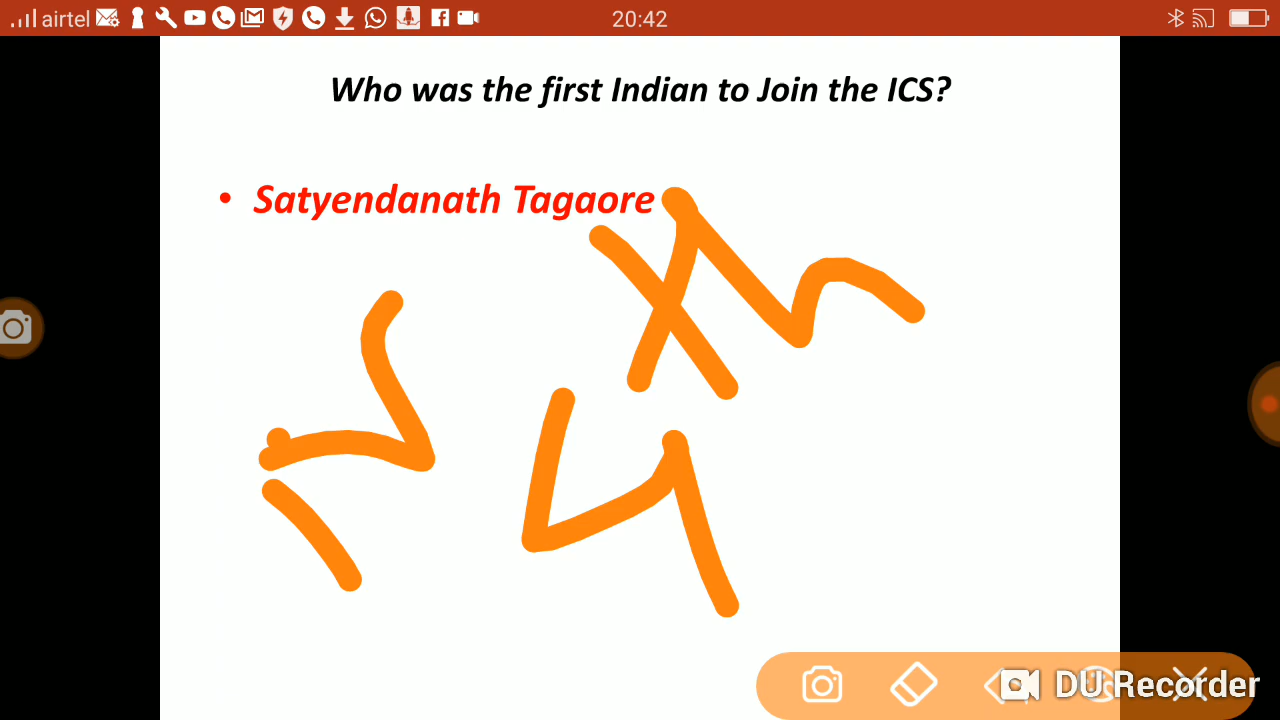 airtel 20:42
Who was the first Indian to Join the ICS?
• Satyendanath Tagaore
DU Recorder